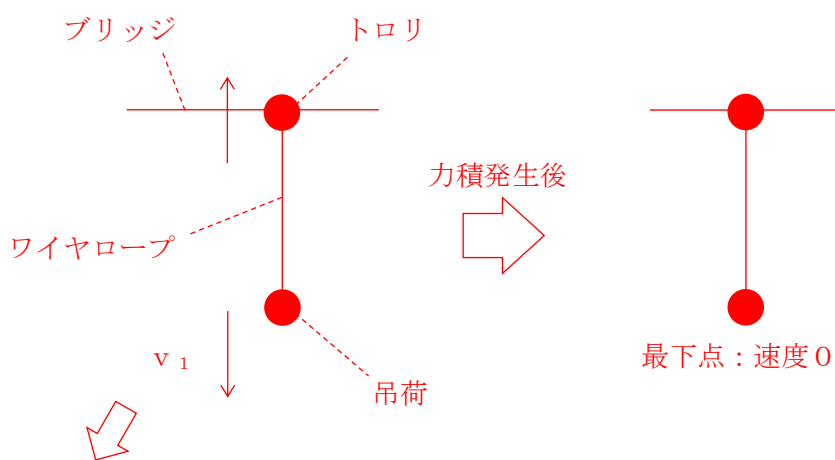 ブリッジ
トロリ
力積発生後
ワイヤロープ
ｖ₁
最下点：速度０
吊荷